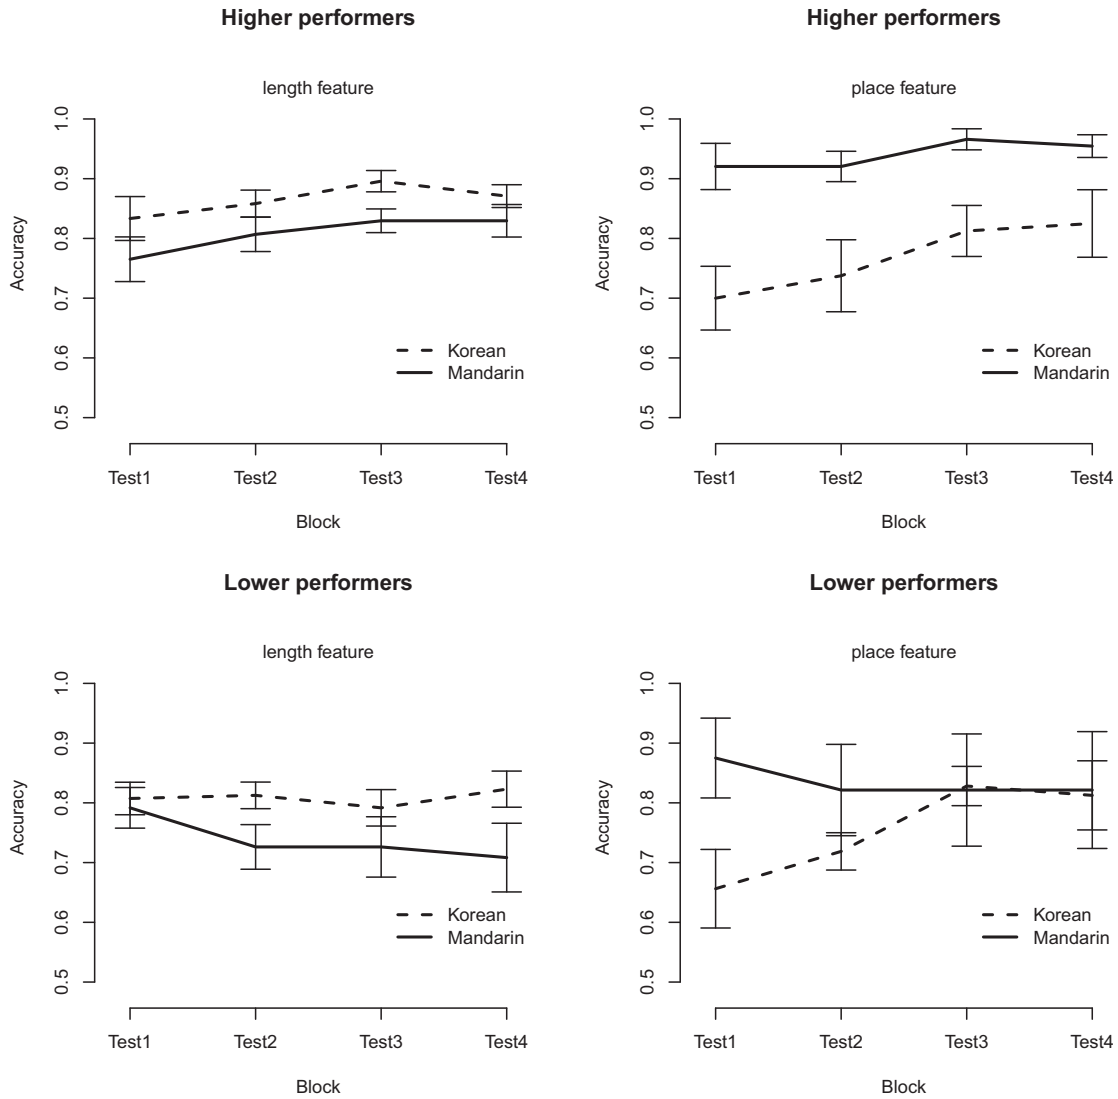 Higher performers
length feature
Accuracy
1.0
0.9
0.8
0.7
0.6
0.5
Korean
Mandarin
Test1 Test2 Test3 Test4
Block
Higher performers
place feature
Accuracy
1.0
0.9
0.8
0.7
0.6
0.5
Korean
Mandarin
Test1 Test2 Test3 Test4
Block
Lower performers
length feature
Accuracy
1.0
0.9
0.8
0.7
0.6
0.5
Korean
Mandarin
Test1 Test2 Test3 Test4
Block
Lower performers
place feature
Accuracy
1.0
0.9
0.8
0.7
0.6
0.5
Korean
Mandarin
Test1 Test2 Test3 Test4
Block